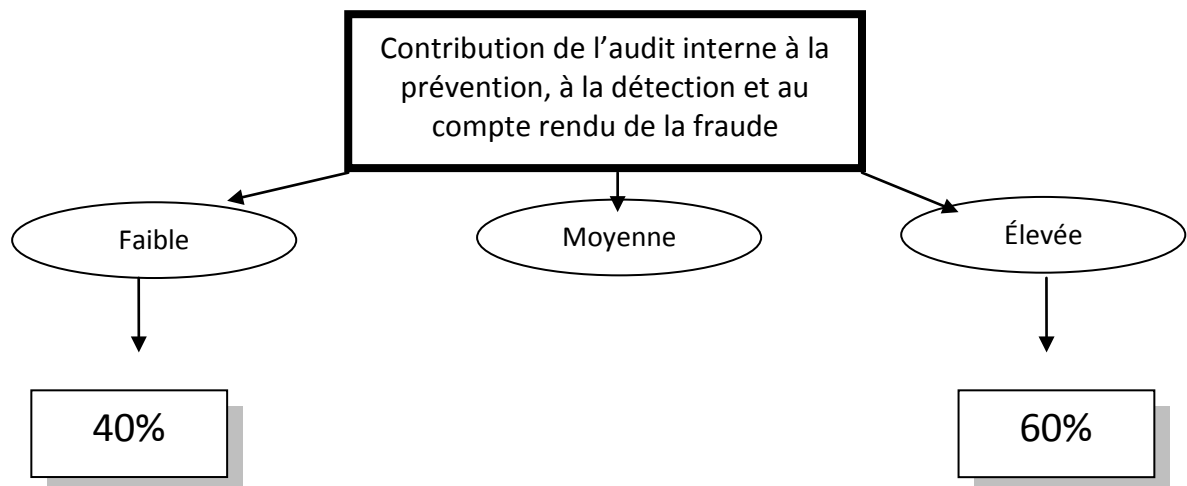 Contribution de l’audit interne à la
prévention, à la détection et au
compte rendu de la fraude
Faible
Moyenne
Élevée
40%
60%